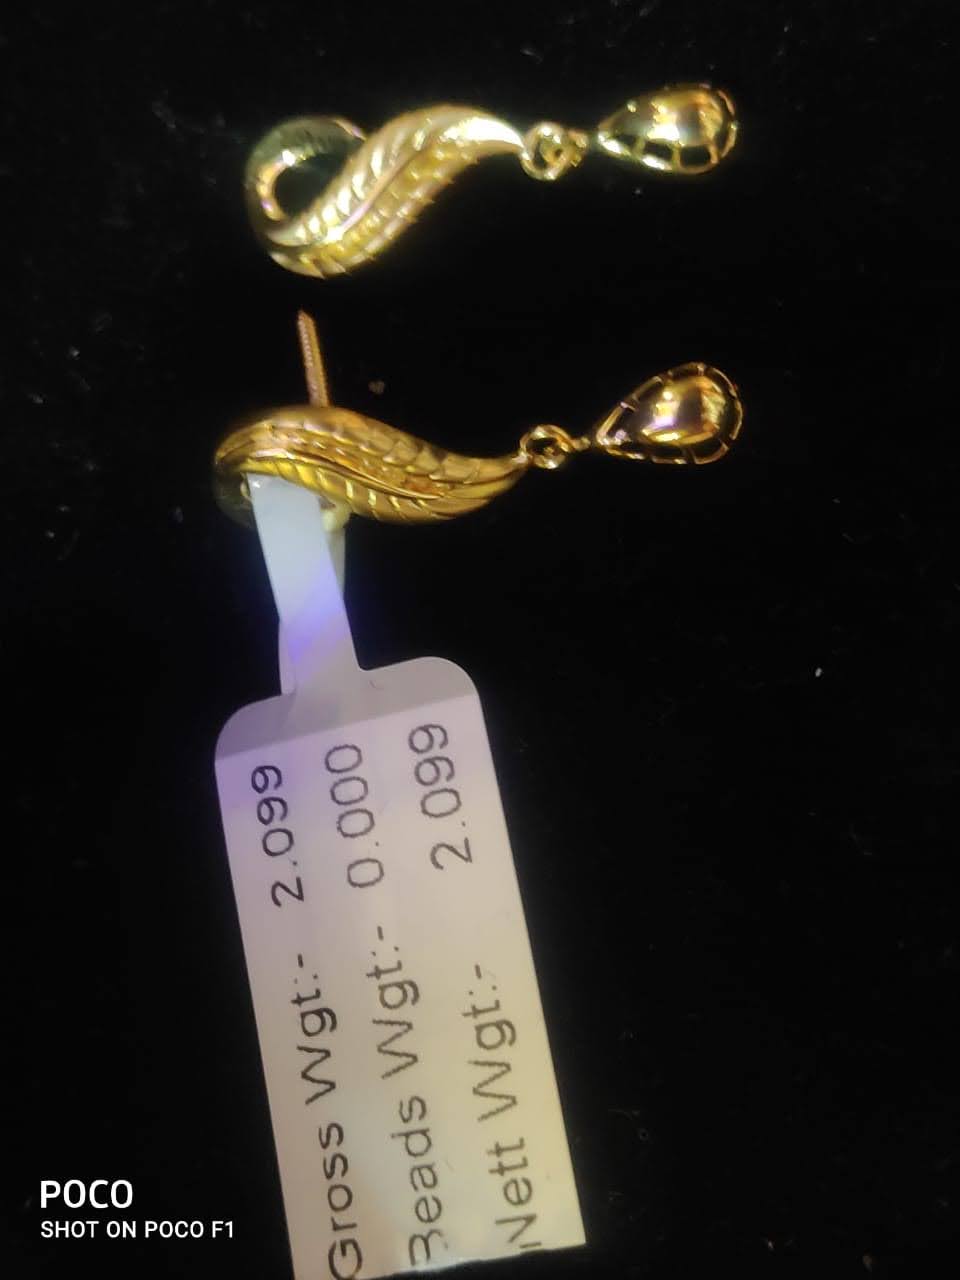 Gross Wgt:- 2.099
Beads Wgt:- 0.000
Nett Wgt:- 2.099
POCO
SHOT ON POCO F1